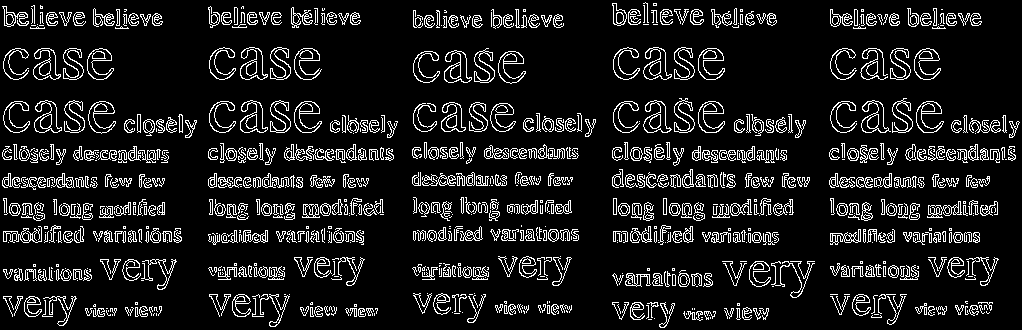 believe believe believe believe believe believe believe believe believe believe
case case case case case
case closely case closely case closely case closely case closely
closely descendants closely descendants closely descendants closely descendants closely descendants
descendants few few descendants few few descendants few few descendants few few descendants few few
long long modified long long modified long long modified long long modified long long modified
modified variations modified variations modified variations modified variations modified variations
variations very variations very variations very variations very variations very
very view view very view view very view view very view view very view view